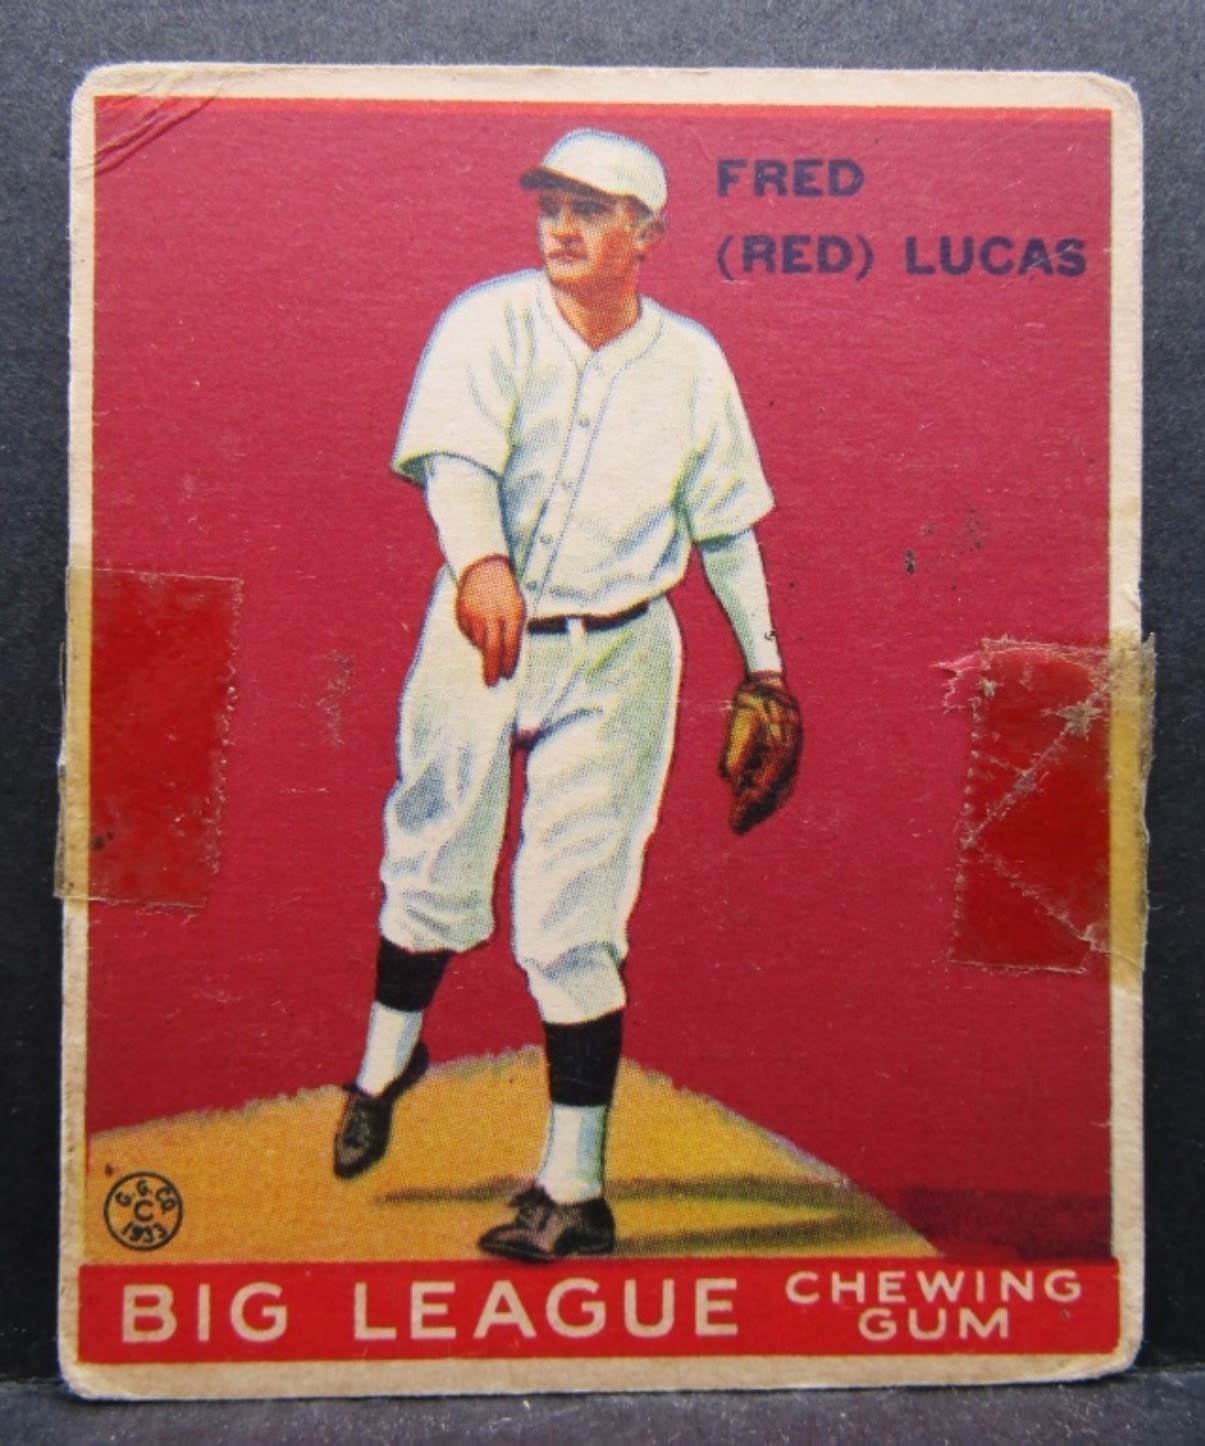 FRED
(RED) LUCAS
G.G.CO.
C
1933
BIG LEAGUE CHEWING
GUM